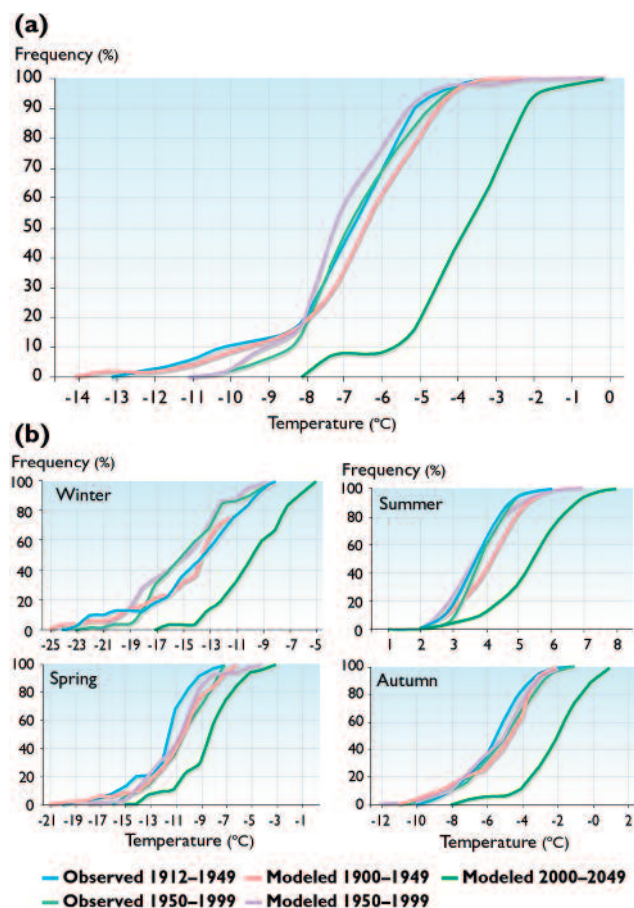 (a)
Frequency (%)
100
90
80
70
60
50
40
30
20
10
0
-14 -13 -12 -11 -10 -9 -8 -7 -6 -5 -4 -3 -2 -1 0
Temperature (ºC)
(b)
Frequency (%)
Winter
100
80
60
40
20
0
-25 -23 -21 -19 -17 -15 -13 -11 -9 -7 -5
Frequency (%)
Summer
100
80
60
40
20
0
1 2 3 4 5 6 7 8
Spring
100
80
60
40
20
0
-21 -19 -17 -15 -13 -11 -9 -7 -5 -3 -1
Temperature (ºC)
Autumn
100
80
60
40
20
0
-12 -10 -8 -6 -4 -2 -0 2
Temperature (ºC)
Observed 1912–1949 Modeled 1900–1949 Modeled 2000–2049
Observed 1950–1999 Modeled 1950–1999